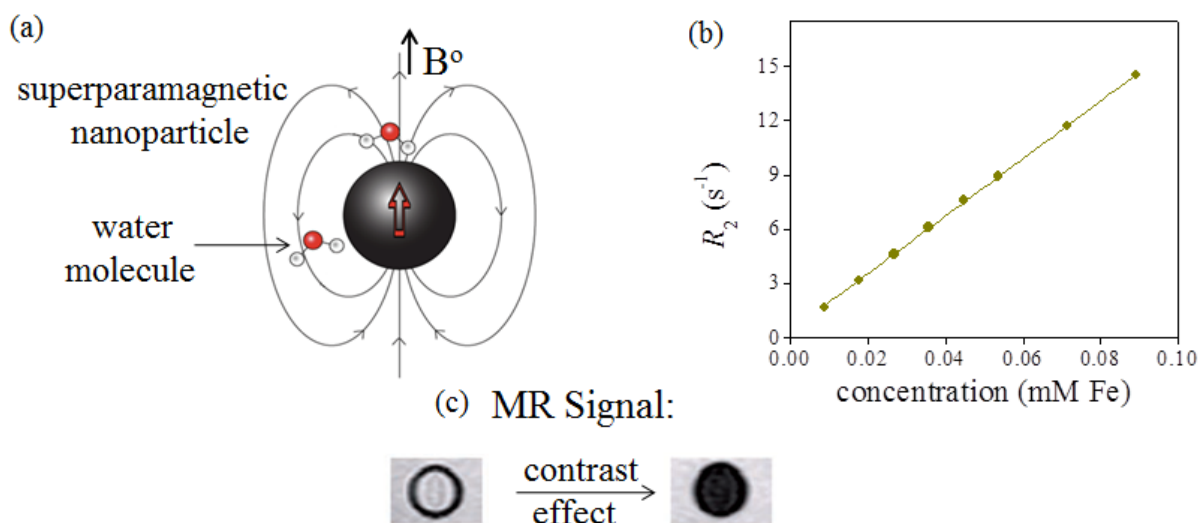 (a)
B°
superparamagnetic
nanoparticle
water
molecule
(b)
15
12
9
6
3
0
R₂ (s⁻¹)
0.00 0.02 0.04 0.06 0.08 0.10
concentration (mM Fe)
(c) MR Signal:
contrast
effect